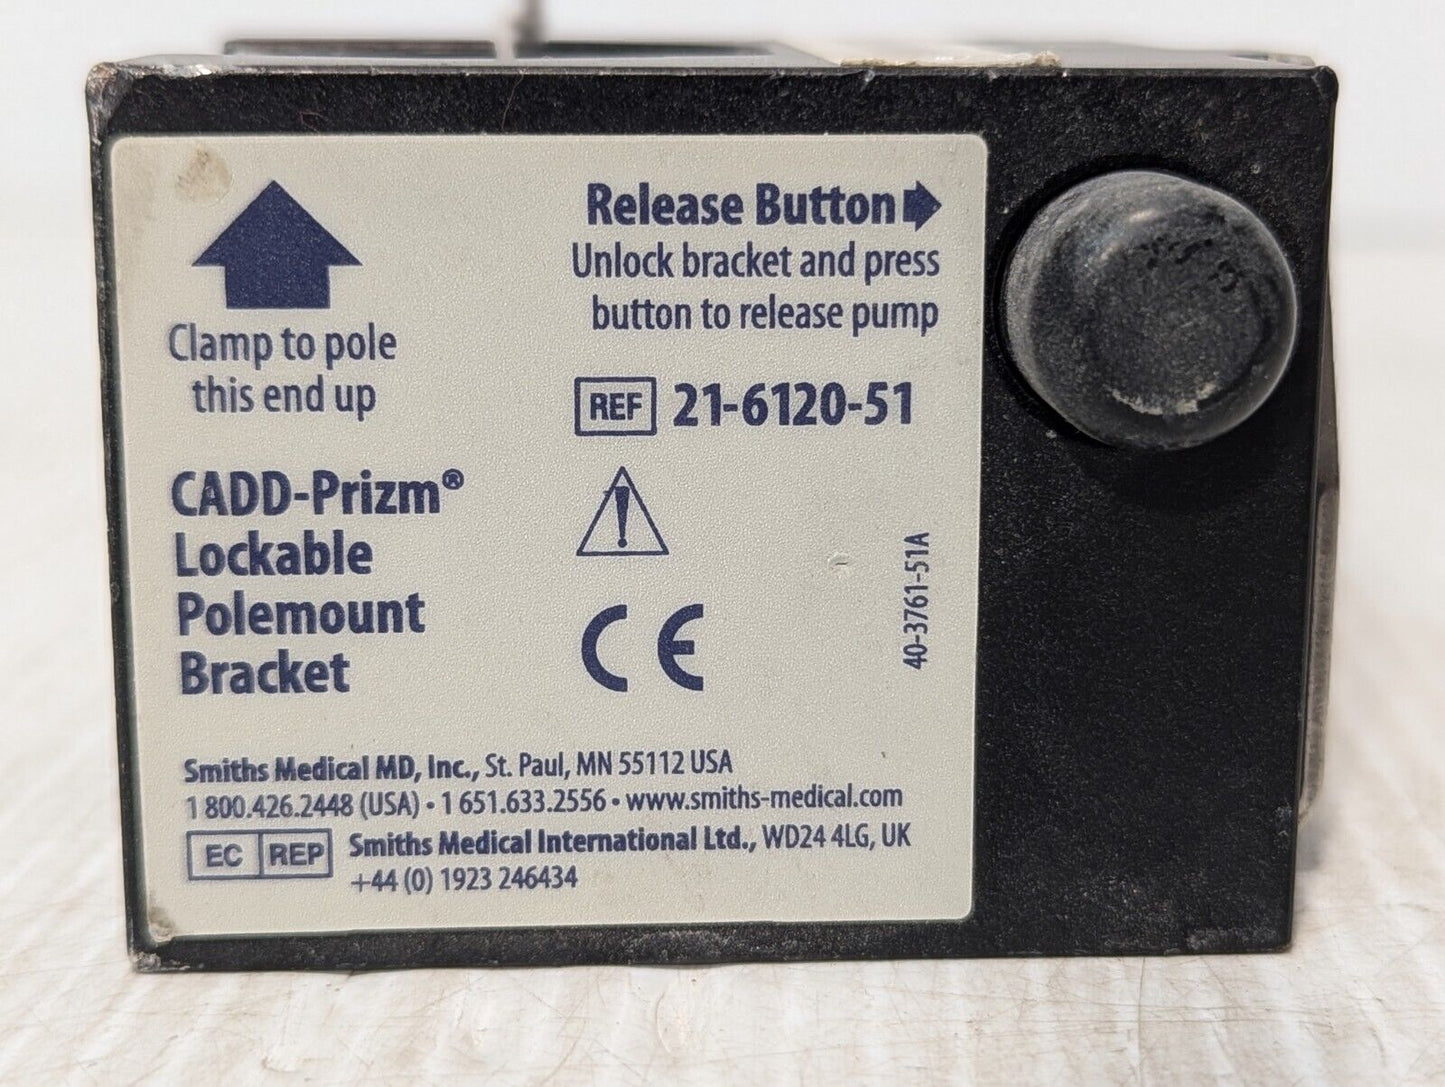 Clamp to pole
this end up
Release Button
Unlock bracket and press
button to release pump
REF 21-6120-51
CADD-Prizm®
Lockable
Polemount
Bracket
CE
40-3761-51A
Smiths Medical MD, Inc., St. Paul, MN 55112 USA
1 800.426.2448 (USA) • 1 651.633.2556 • www.smiths-medical.com
EC REP Smiths Medical International Ltd., WD24 4LG, UK
+44 (0) 1923 246434